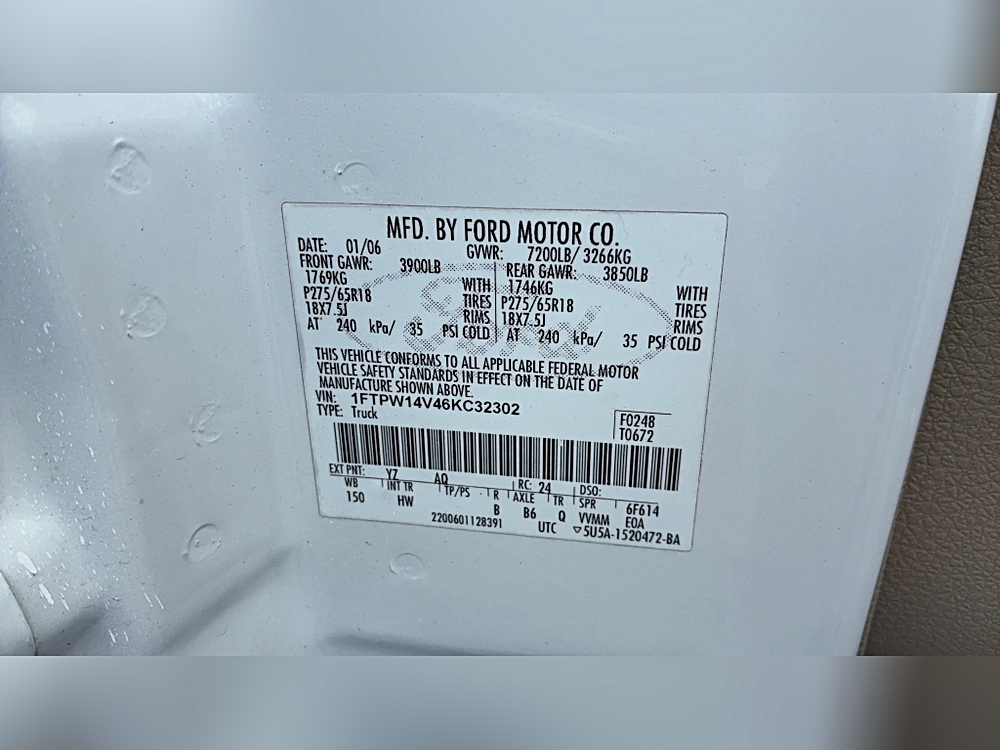 MFD. BY FORD MOTOR CO.
DATE: 01/06 GVWR: 7200LB/ 3266KG
FRONT GAWR: 3900LB REAR GAWR: 3850LB
1769KG WITH 1746KG WITH
P275/65R18 TIRES P275/65R18 TIRES
18X7.5J RIMS 18X7.5J RIMS
AT 240 kPa/ 35 PSI COLD AT 240 kPa/ 35 PSI COLD
Ford
THIS VEHICLE CONFORMS TO ALL APPLICABLE FEDERAL MOTOR
VEHICLE SAFETY STANDARDS IN EFFECT ON THE DATE OF
MANUFACTURE SHOWN ABOVE.
VIN: 1FTPW14V46KC32302
TYPE: Truck
F0248
T0672
EXT PNT: YZ AQ RC: 24 DSO:
WB INT TR TP/PS R AXLE TR SPR 6F614
150 HW B B6 Q VVMM EOA
2200601128391 UTC ▽5U5A-1520472-BA